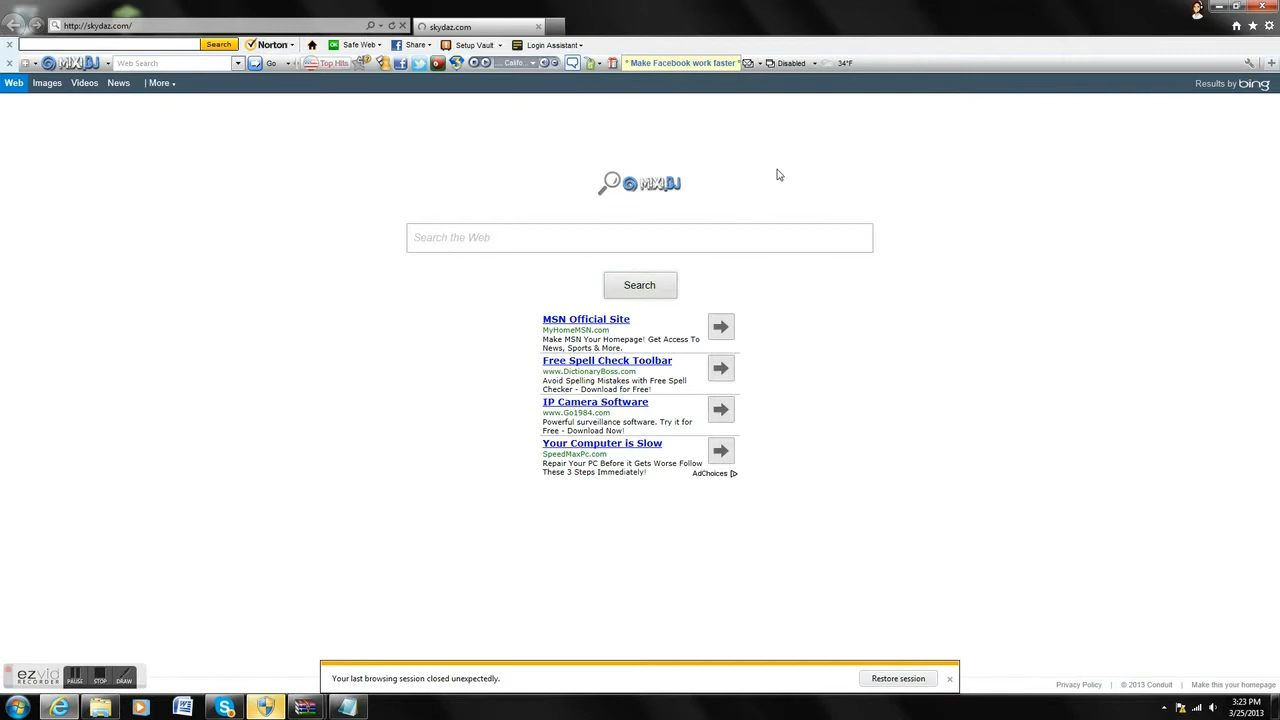 http://skydaz.com/
skydaz.com
Search
Norton
Safe Web
Share
Setup Vault
Login Assistant
MIXI.DJ
Web Search
Go
Top Hits
Califo...
* Make Facebook work faster *
Disabled
34°F
Web
Images
Videos
News
| More
Results by bing
MIXI.DJ
Search the Web
Search
MSN Official Site
MyHomeMSN.com
Make MSN Your Homepage! Get Access To
News, Sports & More.
Free Spell Check Toolbar
www.DictionaryBoss.com
Avoid Spelling Mistakes with Free Spell
Checker - Download for Free!
IP Camera Software
www.Go1984.com
Powerful surveillance software. Try it for
Free - Download Now!
Your Computer is Slow
SpeedMaxPc.com
Repair Your PC Before it Gets Worse Follow
These 3 Steps Immediately!
AdChoices
ezvid
RECORDER
PAUSE
STOP
DRAW
Your last browsing session closed unexpectedly.
Restore session
Privacy Policy | © 2013 Conduit | Make this your homepage
3:23 PM
3/25/2013